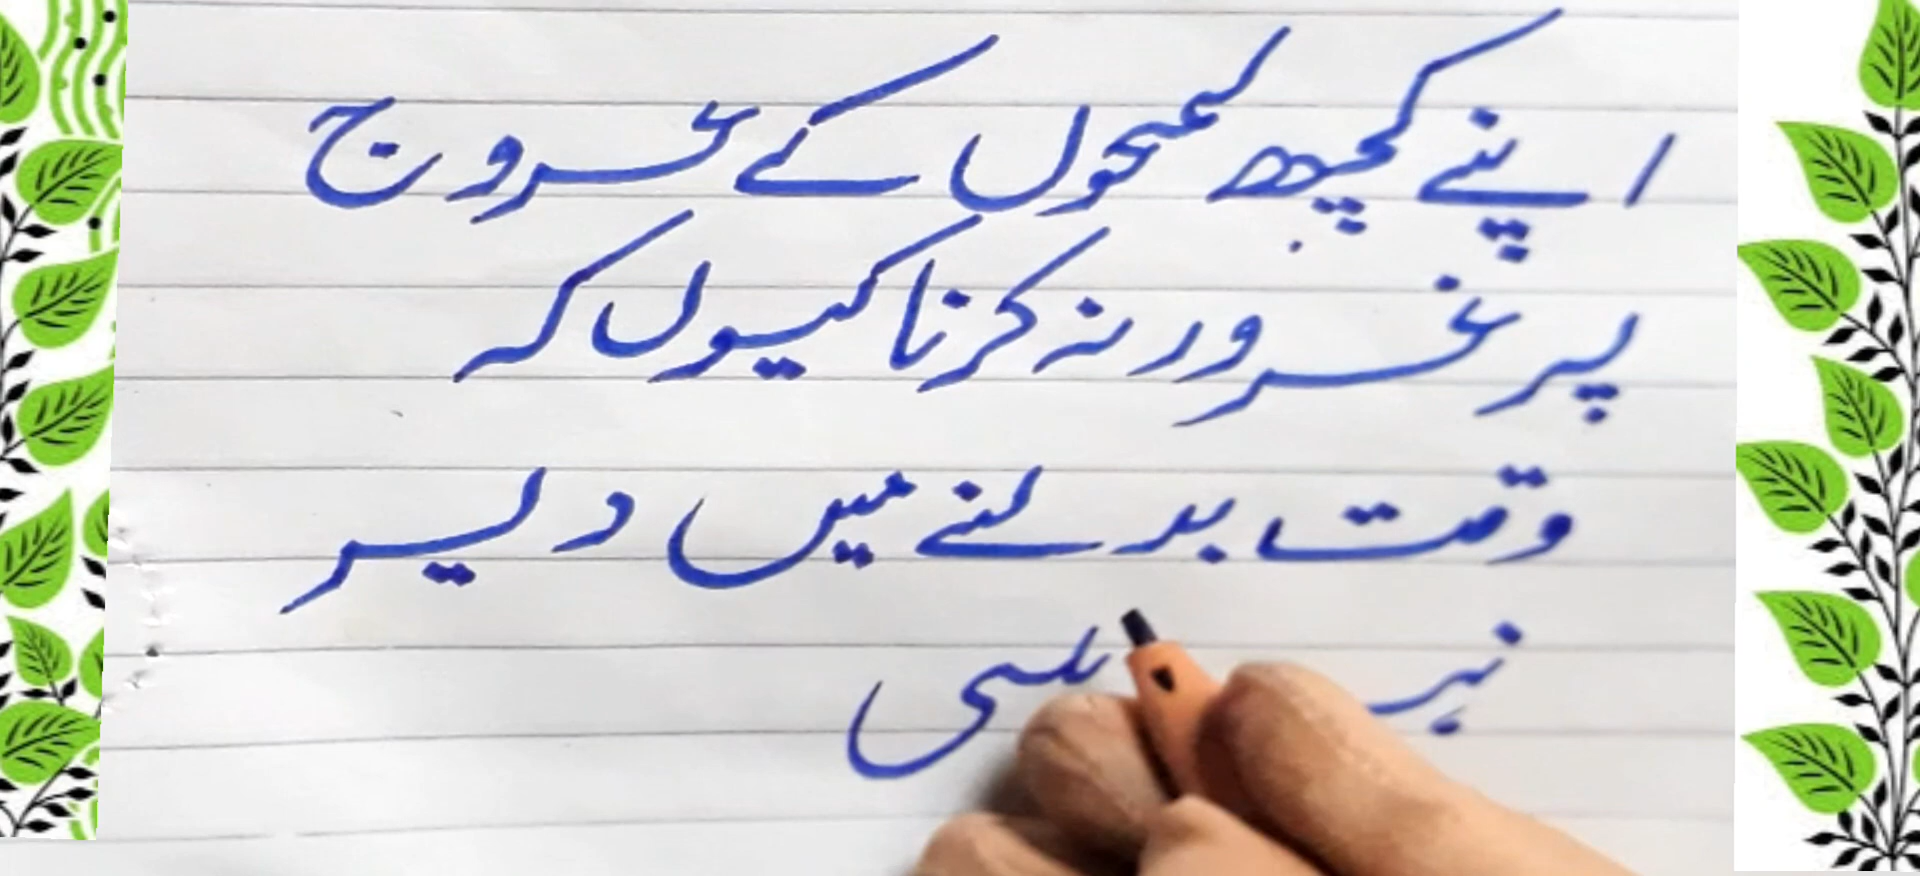 اپنے کچھ لمحوں کے عروج
پر غرور نہ کرنا کیوں کہ
وقت بدلنے میں دیر